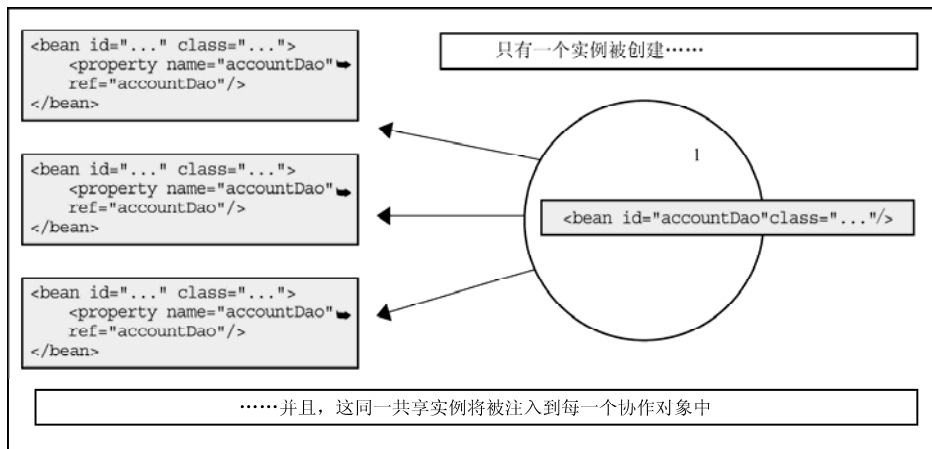 <bean id="..." class="...">
<property name="accountDao"
ref="accountDao"/>
</bean>
只有一个实例被创建……
<bean id="..." class="...">
<property name="accountDao"
ref="accountDao"/>
</bean>
1
<bean id="accountDao"class="..."/>
<bean id="..." class="...">
<property name="accountDao"
ref="accountDao"/>
</bean>
……并且，这同一共享实例将被注入到每一个协作对象中